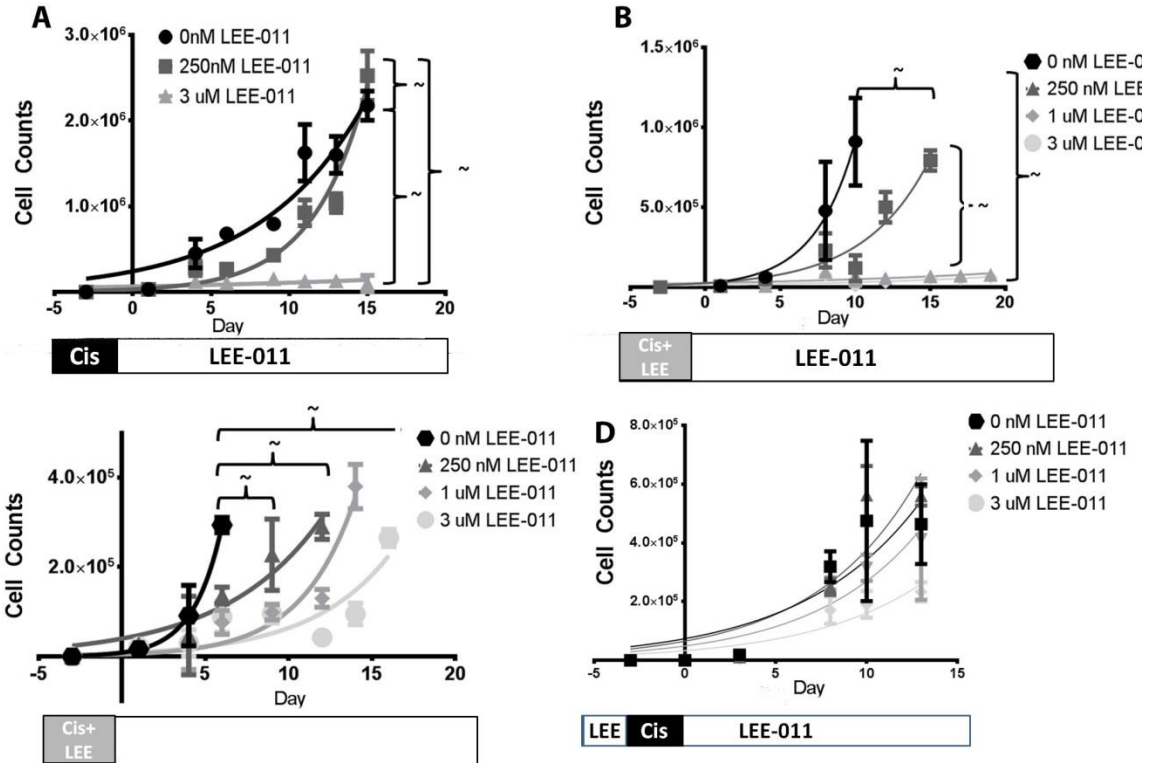 A
3.0×10⁶
2.0×10⁶
1.0×10⁶
Cell Counts
0nM LEE-011
250nM LEE-011
3 uM LEE-011
~
~
~
-5 0 5 10 15 20
Day
Cis LEE-011
B
1.5×10⁶
1.0×10⁶
5.0×10⁵
Cell Counts
0 nM LEE-0
250 nM LEE
1 uM LEE-0
3 uM LEE-0
~
~
- ~
-5 0 5 10 15 20
Day
Cis+
LEE
LEE-011
4.0×10⁵
2.0×10⁵
Cell Counts
~
~
~
0 nM LEE-011
250 nM LEE-011
1 uM LEE-011
3 uM LEE-011
-5 5 10 15 20
Day
Cis+
LEE
D
8.0×10⁵
6.0×10⁵
4.0×10⁵
2.0×10⁵
Cell Counts
0 nM LEE-011
250 nM LEE-011
1 uM LEE-011
3 uM LEE-011
-5 0 5 10 15
Day
LEE Cis LEE-011